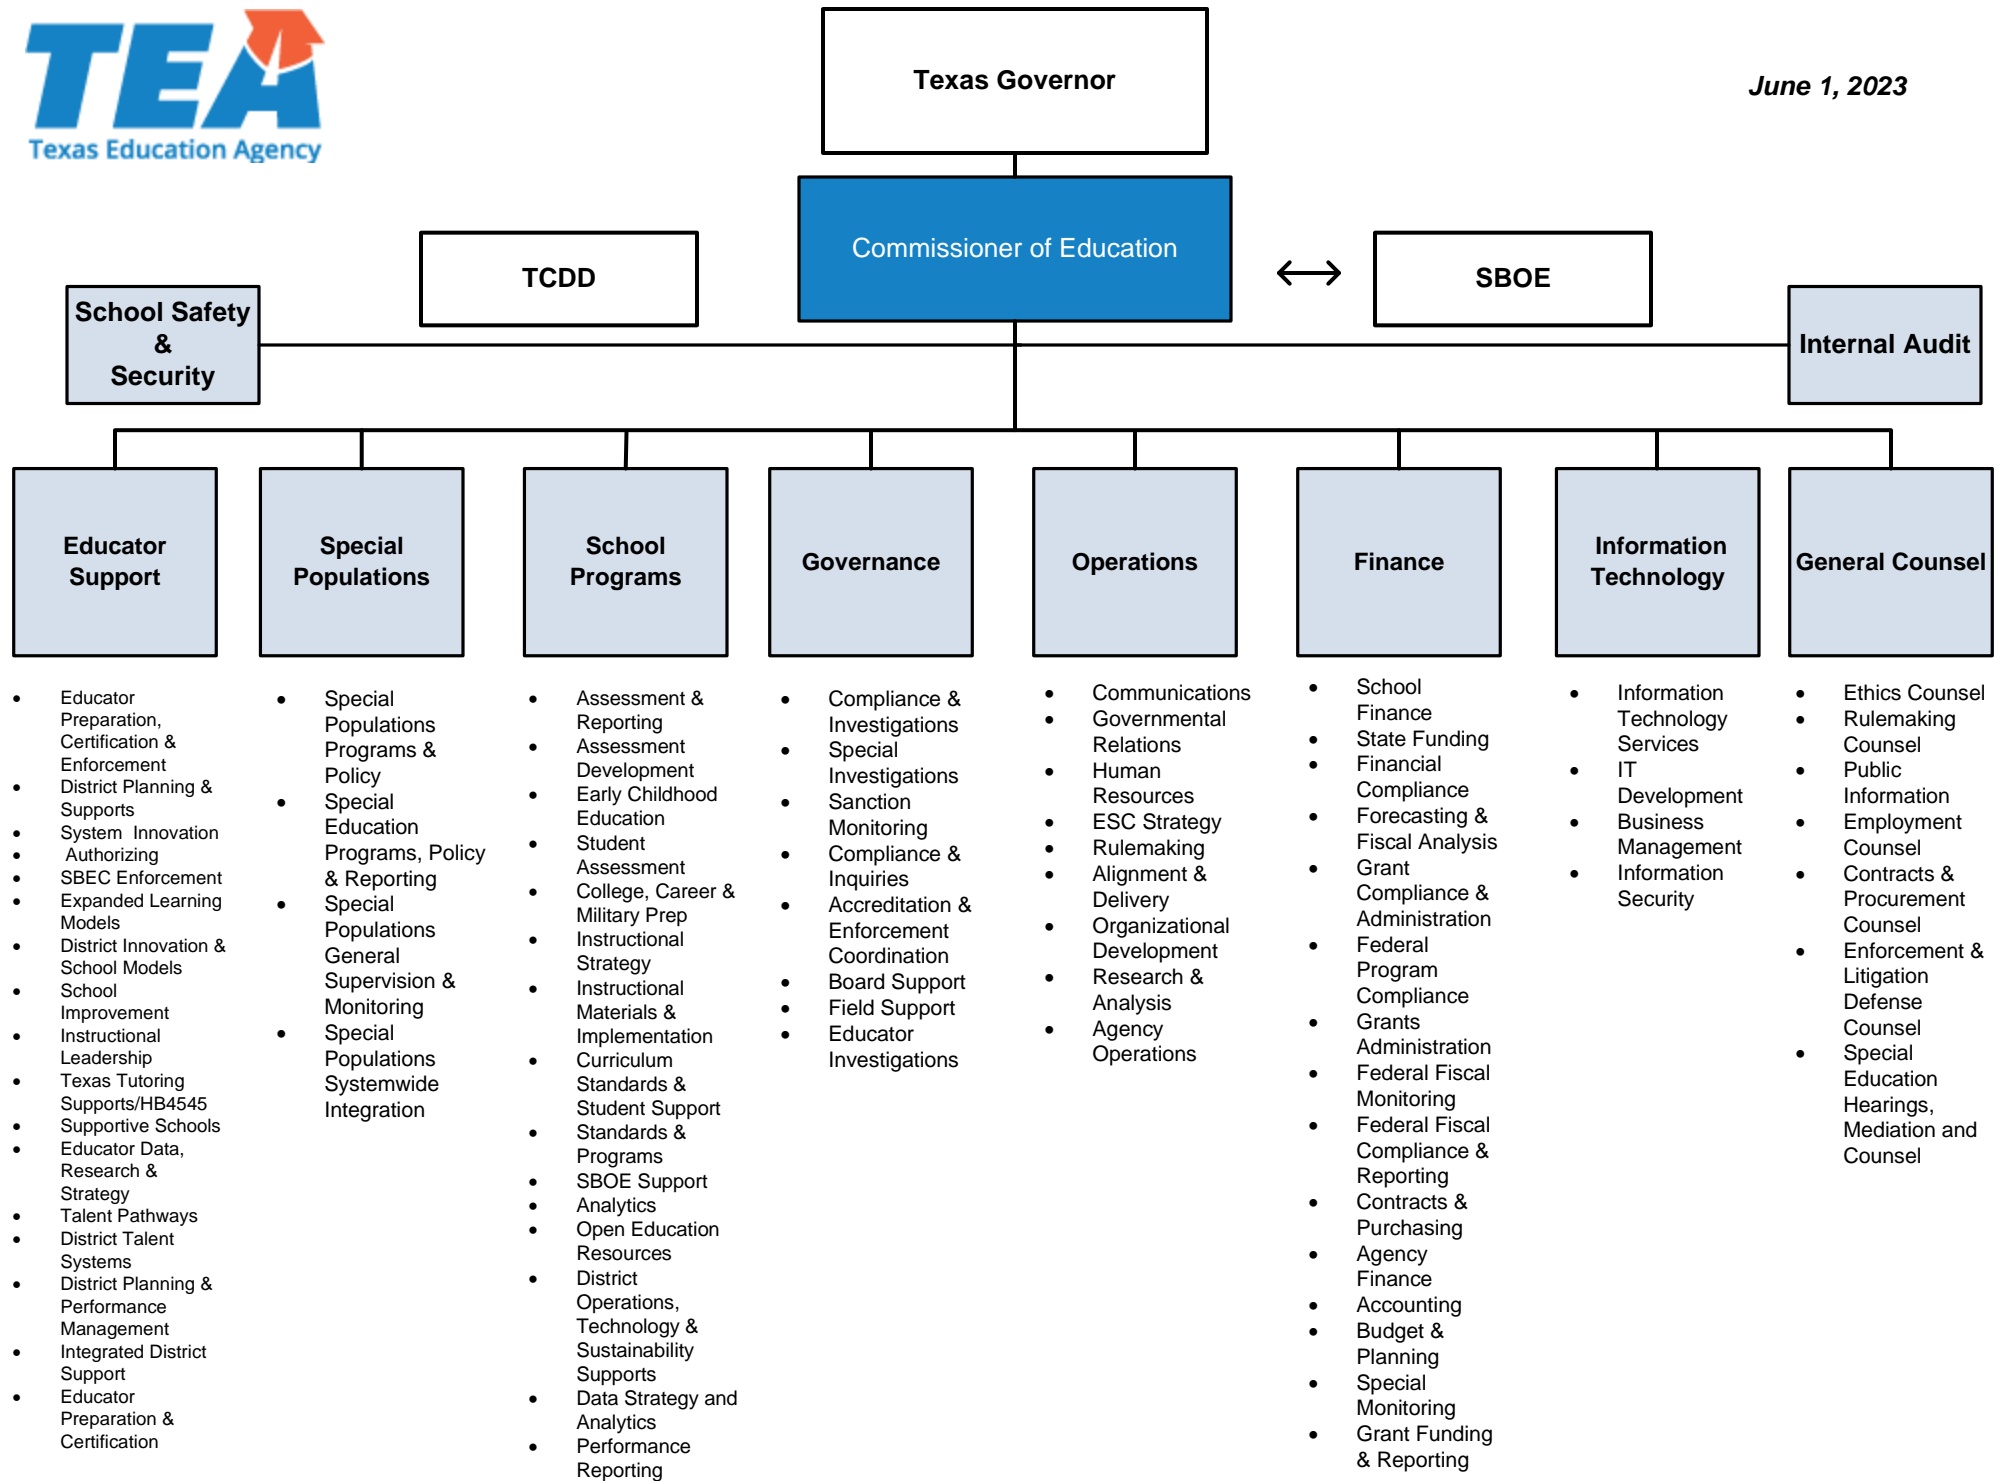 TEA
Texas Education Agency
Texas Governor
June 1, 2023
Commissioner of Education
TCDD
SBOE
School Safety
&
Security
Internal Audit
Educator
Support
Special
Populations
School
Programs
Governance
Operations
Finance
Information
Technology
General Counsel
• Educator
Preparation,
Certification &
Enforcement
• District Planning &
Supports
• System  Innovation
• Authorizing
• SBEC Enforcement
• Expanded Learning
Models
• District Innovation &
School Models
• School
Improvement
• Instructional
Leadership
• Texas Tutoring
Supports/HB4545
• Supportive Schools
• Educator Data,
Research &
Strategy
• Talent Pathways
• District Talent
Systems
• District Planning &
Performance
Management
• Integrated District
Support
• Educator
Preparation &
Certification
• Special
Populations
Programs &
Policy
• Special
Education
Programs, Policy
& Reporting
• Special
Populations
General
Supervision &
Monitoring
• Special
Populations
Systemwide
Integration
• Assessment &
Reporting
• Assessment
Development
• Early Childhood
Education
• Student
Assessment
• College, Career &
Military Prep
• Instructional
Strategy
• Instructional
Materials &
Implementation
• Curriculum
Standards &
Student Support
• Standards &
Programs
• SBOE Support
• Analytics
• Open Education
Resources
• District
Operations,
Technology &
Sustainability
Supports
• Data Strategy and
Analytics
• Performance
Reporting
• Compliance &
Investigations
• Special
Investigations
• Sanction
Monitoring
• Compliance &
Inquiries
• Accreditation &
Enforcement
Coordination
• Board Support
• Field Support
• Educator
Investigations
• Communications
• Governmental
Relations
• Human
Resources
• ESC Strategy
• Rulemaking
• Alignment &
Delivery
• Organizational
Development
• Research &
Analysis
• Agency
Operations
• School
Finance
• State Funding
• Financial
Compliance
• Forecasting &
Fiscal Analysis
• Grant
Compliance &
Administration
• Federal
Program
Compliance
• Grants
Administration
• Federal Fiscal
Monitoring
• Federal Fiscal
Compliance &
Reporting
• Contracts &
Purchasing
• Agency
Finance
• Accounting
• Budget &
Planning
• Special
Monitoring
• Grant Funding
& Reporting
• Information
Technology
Services
• IT
Development
• Business
Management
• Information
Security
• Ethics Counsel
• Rulemaking
Counsel
• Public
Information
• Employment
Counsel
• Contracts &
Procurement
Counsel
• Enforcement &
Litigation
Defense
Counsel
• Special
Education
Hearings,
Mediation and
Counsel